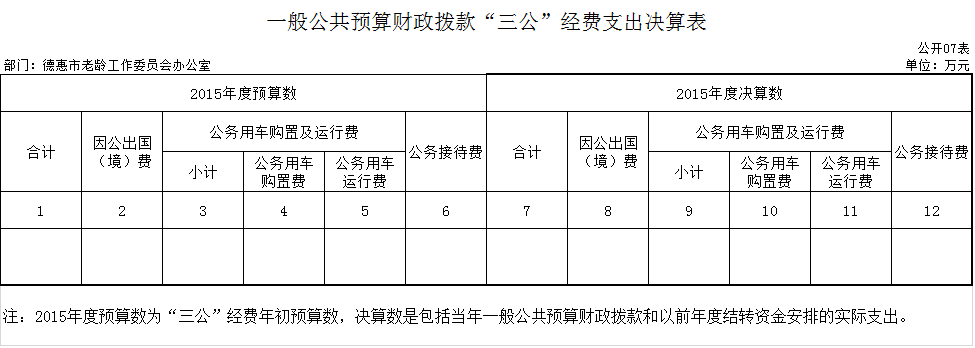 一般公共预算财政拨款“三公”经费支出决算表
公开07表
部门：德惠市老龄工作委员会办公室
单位：万元
2015年度预算数
2015年度决算数
合计
因公出国
（境）费
公务用车购置及运行费
公务接待费
合计
因公出国
（境）费
公务用车购置及运行费
公务接待费
小计
公务用车
购置费
公务用车
运行费
小计
公务用车
购置费
公务用车
运行费
1 2 3 4 5 6 7 8 9 10 11 12
注：2015年度预算数为“三公”经费年初预算数，决算数是包括当年一般公共预算财政拨款和以前年度结转资金安排的实际支出。